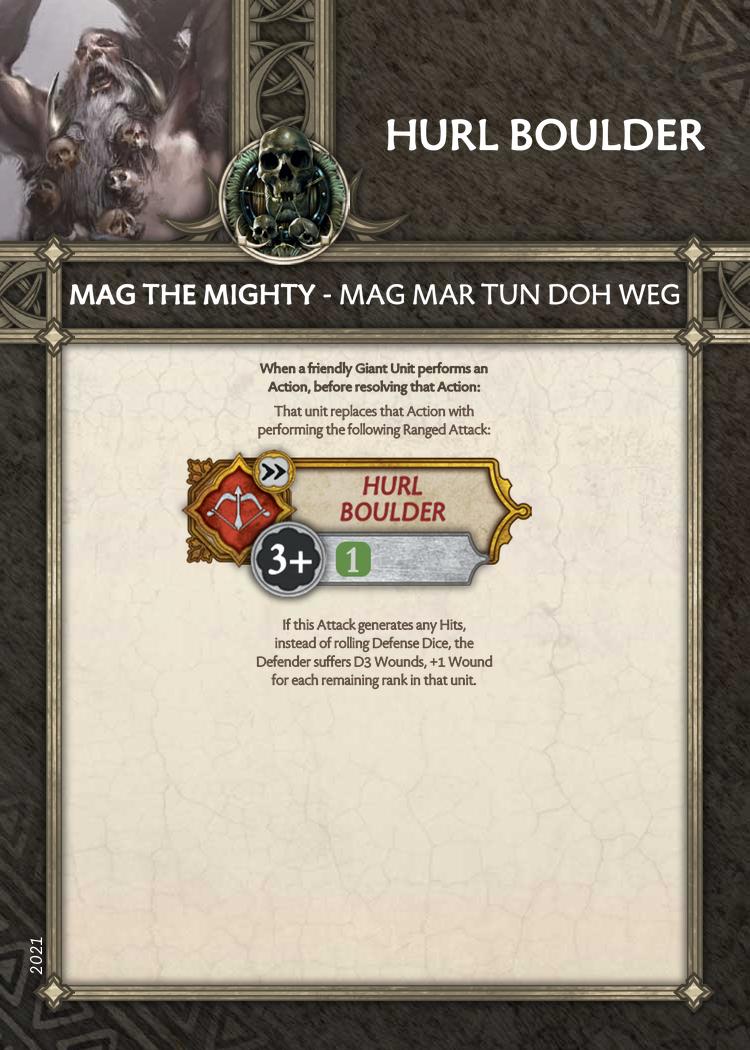 HURL BOULDER
MAG THE MIGHTY - MAG MAR TUN DOH WEG
When a friendly Giant Unit performs an
Action, before resolving that Action:
That unit replaces that Action with
performing the following Ranged Attack:
HURL
BOULDER
3+ 1
If this Attack generates any Hits,
instead of rolling Defense Dice, the
Defender suffers D3 Wounds, +1 Wound
for each remaining rank in that unit.
2021